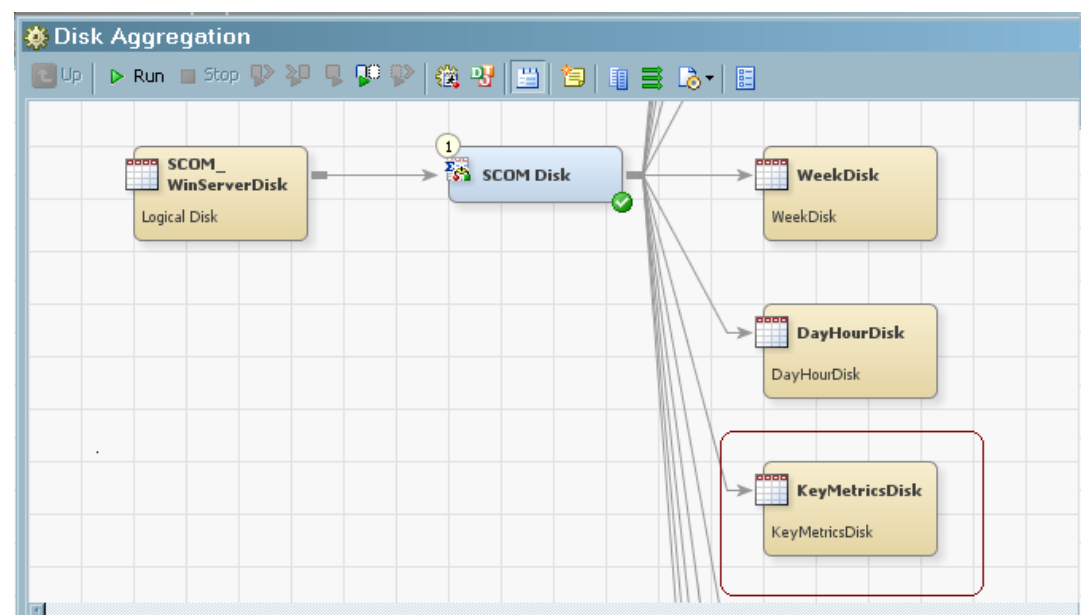 Disk Aggregation
Up Run Stop
SCOM_
WinServerDisk
Logical Disk
1
SCOM Disk
WeekDisk
WeekDisk
DayHourDisk
DayHourDisk
KeyMetricsDisk
KeyMetricsDisk